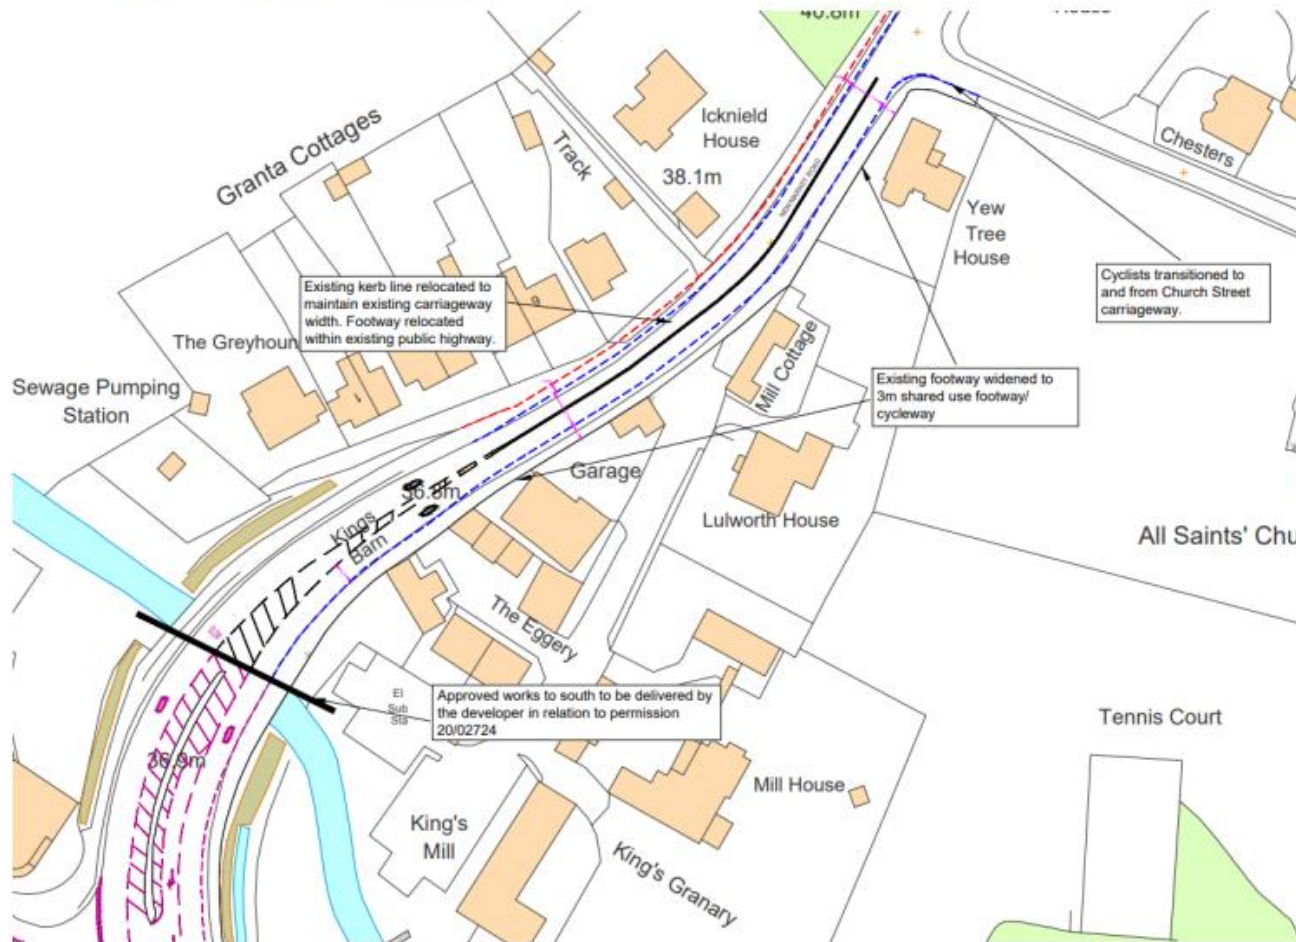 40.8m
Icknield
House
Granta Cottages
Track
38.1m
Chesters
Yew
Tree
House
Existing kerb line relocated to
maintain existing carriageway
width. Footway relocated
within existing public highway.
9
Cyclists transitioned to
and from Church Street
carriageway.
The Greyhoun
Sewage Pumping
Station
Mill Cottage
Existing footway widened to
3m shared use footway/
cycleway
Garage
Kings
Barn
Lulworth House
All Saints' Chu
The Eggery
El
Sub
Sta
Approved works to south to be delivered by
the developer in relation to permission
20/02724
36.9m
Tennis Court
Mill House
King's
Mill
King's Granary